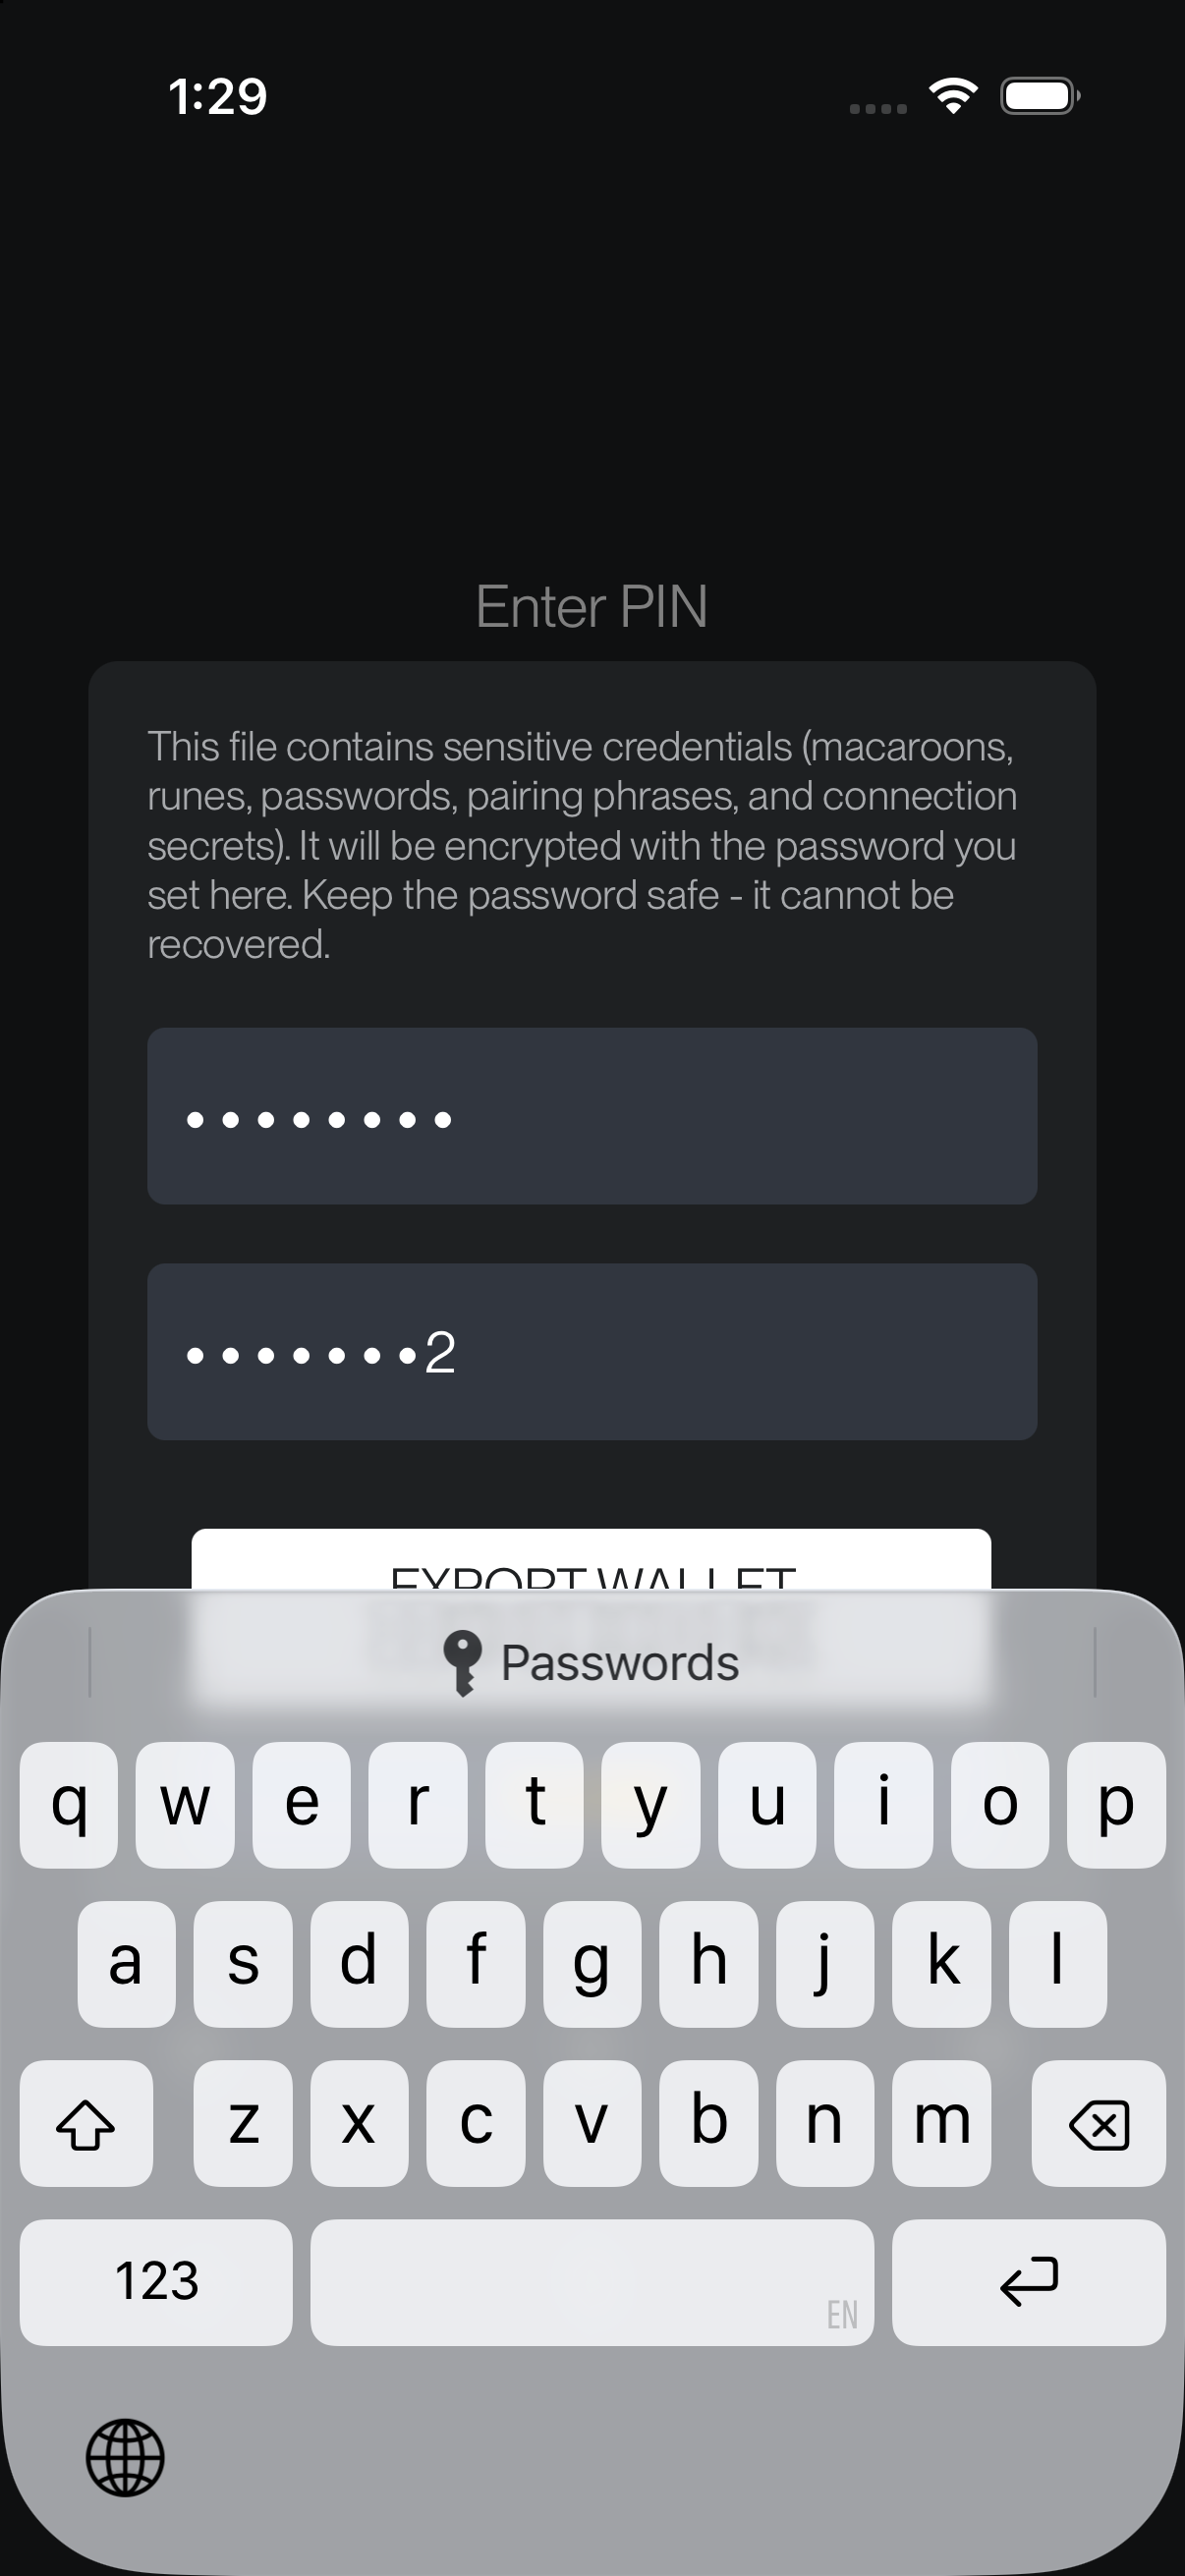 1:29
Enter PIN
This file contains sensitive credentials (macaroons,
runes, passwords, pairing phrases, and connection
secrets). It will be encrypted with the password you
set here. Keep the password safe - it cannot be
recovered.
••••••••
•••••••2
EXPORT WALLET
Passwords
q w e r t y u i o p
a s d f g h j k l
z x c v b n m
123 EN